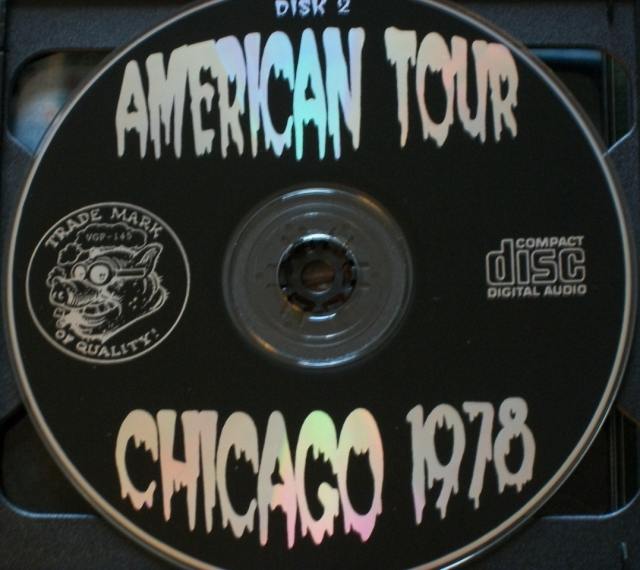 DISK 2
AMERICAN TOUR
TRADE MARK
VGP-145
OF QUALITY!
COMPACT
disc
DIGITAL AUDIO
CHICAGO 1978